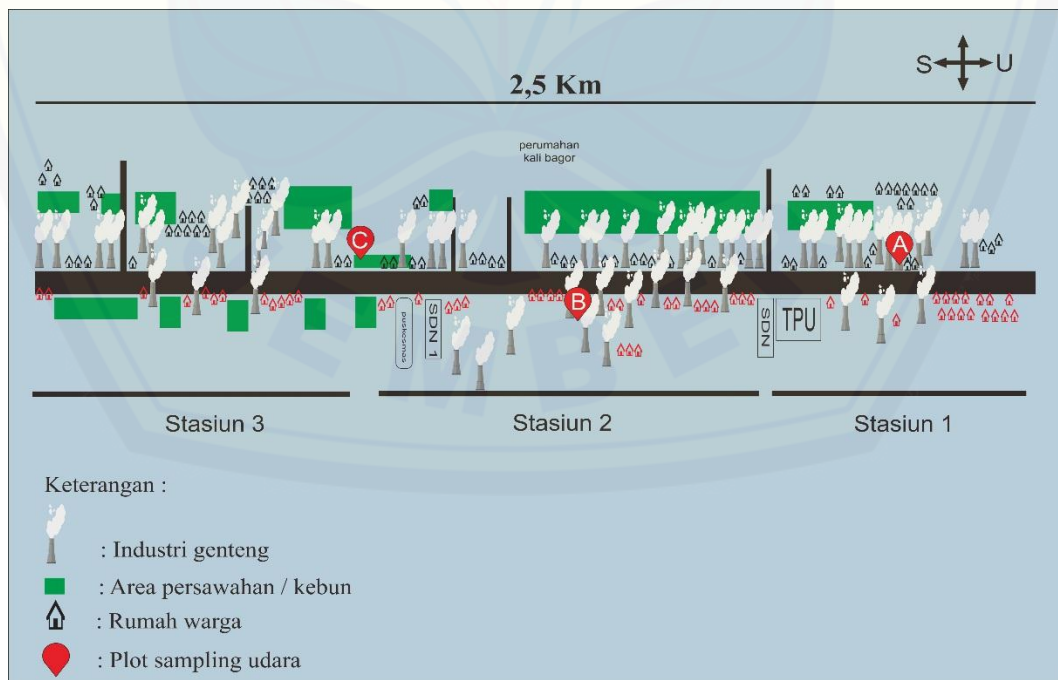 S U
2,5 Km
perumahan
kali bagor
C
A
B
puskesmas
SDN 1
SDN
TPU
Stasiun 3
Stasiun 2
Stasiun 1
Keterangan :
: Industri genteng
: Area persawahan / kebun
: Rumah warga
: Plot sampling udara
EMBE